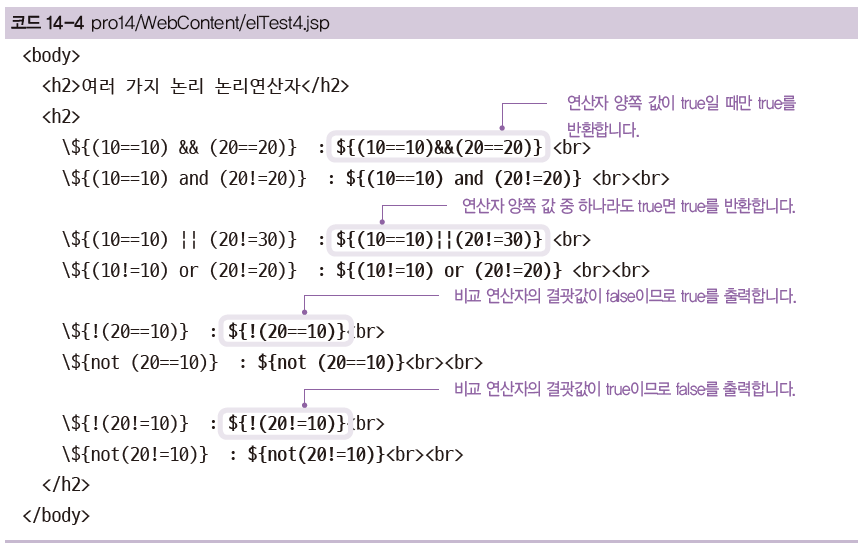 코드 14-4 pro14/WebContent/elTest4.jsp
<body>
<h2>여러 가지 논리 논리연산자</h2>
<h2>
연산자 양쪽 값이 true일 때만 true를
반환합니다.
\${(10==10) && (20==20)} : ${(10==10)&&(20==20)} <br>
\${(10==10) and (20!=20)} : ${(10==10) and (20!=20)} <br><br>
연산자 양쪽 값 중 하나라도 true면 true를 반환합니다.
\${(10==10) || (20!=30)} : ${(10==10)||(20!=30)} <br>
\${(10!=10) or (20!=20)} : ${(10!=10) or (20!=20)} <br><br>
비교 연산자의 결괏값이 false이므로 true를 출력합니다.
\${!(20==10)} : ${!(20==10)}<br>
\${not (20==10)} : ${not (20==10)}<br><br>
비교 연산자의 결괏값이 true이므로 false를 출력합니다.
\${!(20!=10)} : ${!(20!=10)}<br>
\${not(20!=10)} : ${not(20!=10)}<br><br>
</h2>
</body>